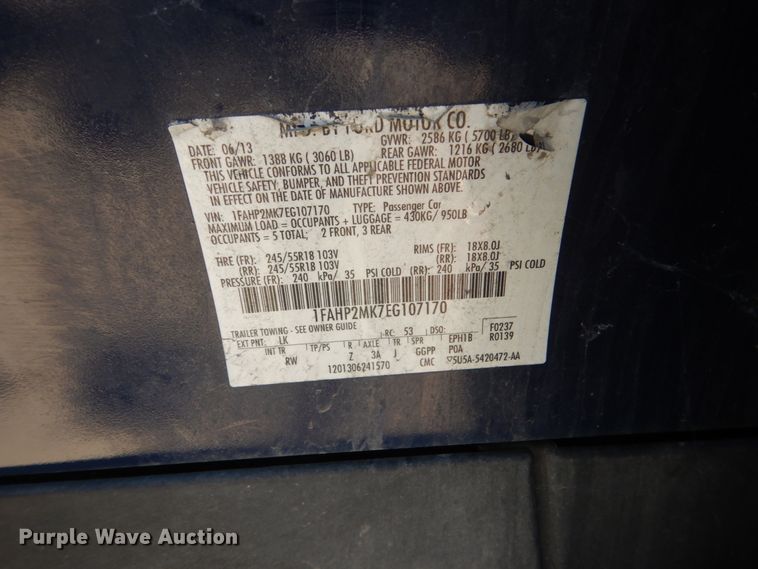 MFG. BY FORD MOTOR CO.
DATE: 06/13 GVWR: 2586 KG ( 5700 LB)
FRONT GAWR: 1388 KG ( 3060 LB) REAR GAWR: 1216 KG ( 2680 LB)
THIS VEHICLE CONFORMS TO ALL APPLICABLE FEDERAL MOTOR
VEHICLE SAFETY, BUMPER, AND THEFT PREVENTION STANDARDS
IN EFFECT ON THE DATE OF MANUFACTURE SHOWN ABOVE.
VIN: 1FAHP2MK7EG107170 TYPE: Passenger Car
MAXIMUM LOAD = OCCUPANTS + LUGGAGE = 430KG/ 950LB
OCCUPANTS = 5 TOTAL; 2 FRONT, 3 REAR
TIRE (FR): 245/55R18 103V RIMS (FR): 18X8.0J
(RR): 245/55R18 103V (RR): 18X8.0J
PRESSURE (FR): 240 kPa/ 35 PSI COLD (RR): 240 kPa/ 35 PSI COLD
1FAHP2MK7EG107170
TRAILER TOWING - SEE OWNER GUIDE
EXT PNT: LK RC: 53 DSO: F0237
INT TR TP/PS R AXLE TR SPR EPH1B R0139
RW Z 3A J GGPP POA
1201306241570 CMC 5U5A-5420472-AA
Purple Wave Auction